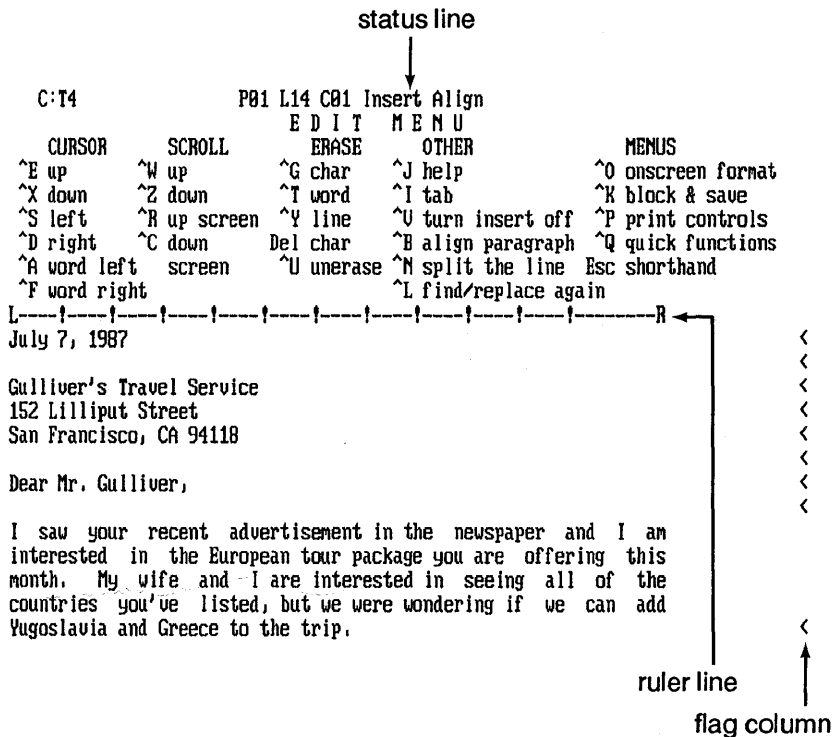 status line
C:T4 P01 L14 C01 Insert Align
E D I T M E N U
CURSOR SCROLL ERASE OTHER MENUS
^E up ^W up ^G char ^J help ^O onscreen format
^X down ^Z down ^T word ^I tab ^K block & save
^S left ^R up screen ^Y line ^V turn insert off ^P print controls
^D right ^C down Del char ^B align paragraph ^Q quick functions
^A word left screen ^U unerase ^N split the line Esc shorthand
^F word right ^L find/replace again
L----!----!----!----!----!----!----!----!----!----!----!--------R
July 7, 1987 <
<
Gulliver's Travel Service <
152 Lilliput Street <
San Francisco, CA 94118 <
<
Dear Mr. Gulliver, <
<
I saw your recent advertisement in the newspaper and I am
interested in the European tour package you are offering this
month. My wife and I are interested in seeing all of the
countries you've listed, but we were wondering if we can add
Yugoslavia and Greece to the trip. <
ruler line
flag column